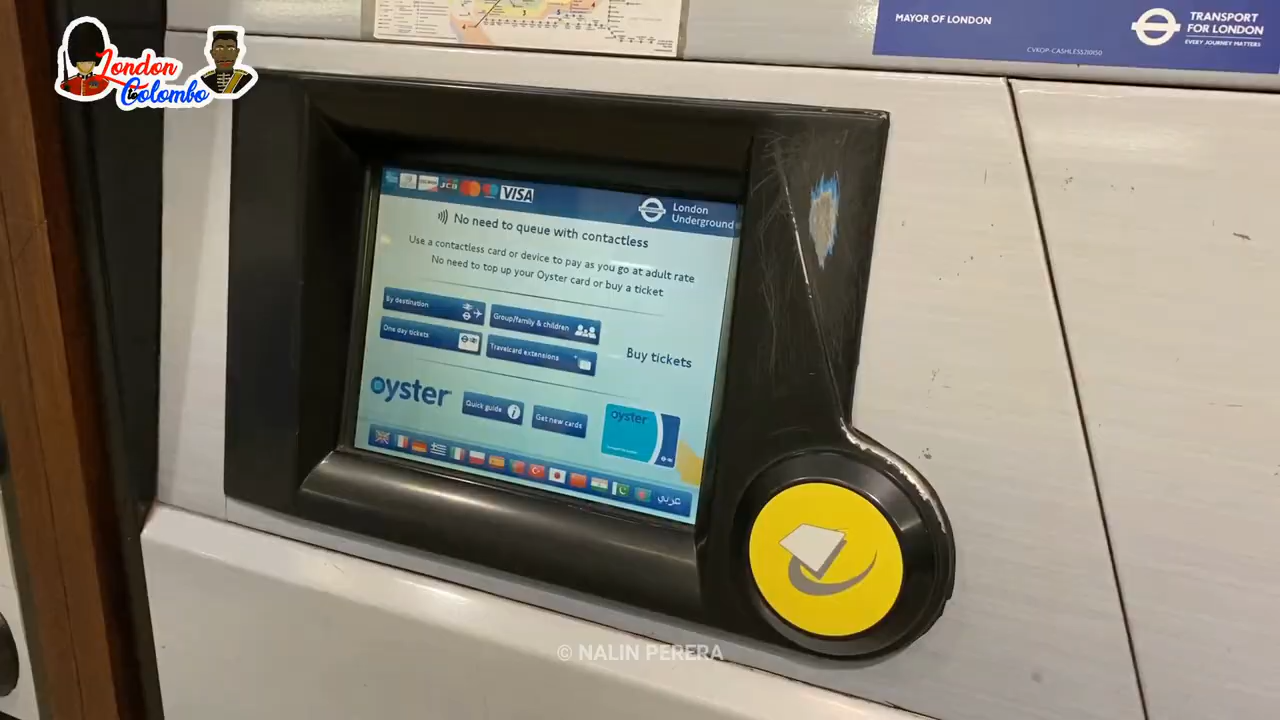 London
to
Colombo
MAYOR OF LONDON
TRANSPORT
FOR LONDON
EVERY JOURNEY MATTERS
JCB
VISA
London
Underground
No need to queue with contactless
Use a contactless card or device to pay as you go at adult rate
No need to top up your Oyster card or buy a ticket
By destination
Group/family & children
One day tickets
Travelcard extensions
Buy tickets
oyster
Quick guide
Get new cards
oyster
عربي
© NALIN PERERA